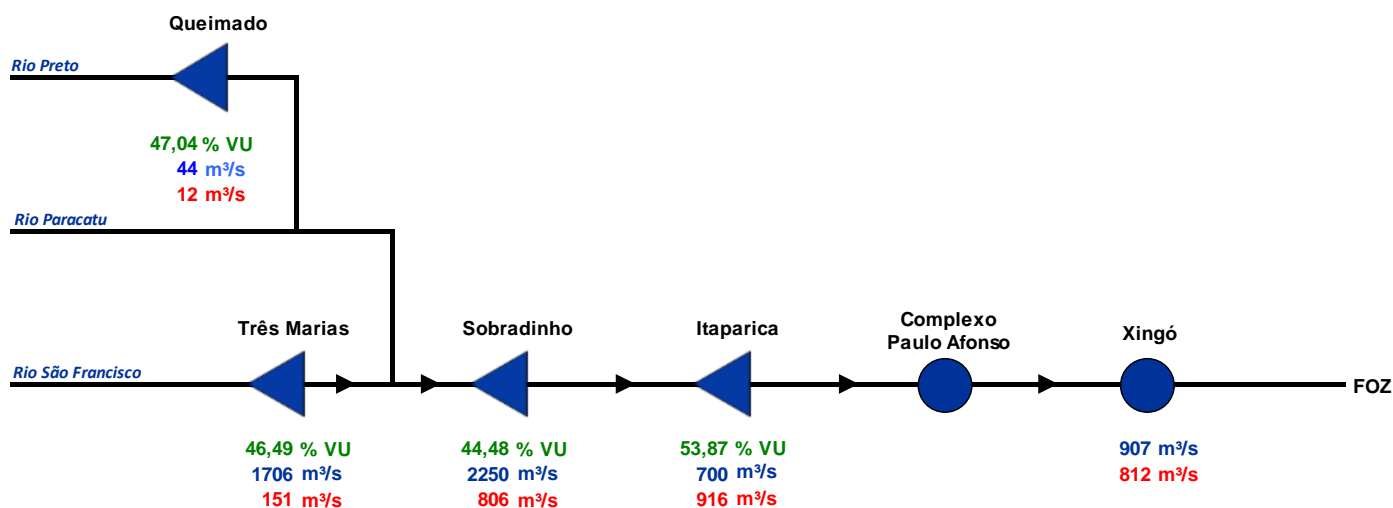 Queimado
Rio Preto
47,04 % VU
44 m³/s
12 m³/s
Rio Paracatu
Três Marias
Sobradinho
Itaparica
Complexo
Paulo Afonso
Xingó
Rio São Francisco
FOZ
46,49 % VU
1706 m³/s
151 m³/s
44,48 % VU
2250 m³/s
806 m³/s
53,87 % VU
700 m³/s
916 m³/s
907 m³/s
812 m³/s